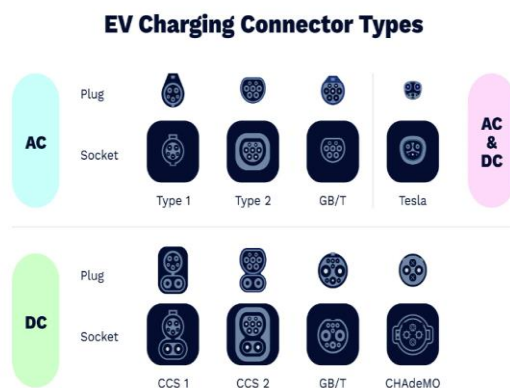 EV Charging Connector Types
AC
Plug
Socket
Type 1
Type 2
GB/T
Tesla
AC
&
DC
DC
Plug
Socket
CCS 1
CCS 2
GB/T
CHAdeMO